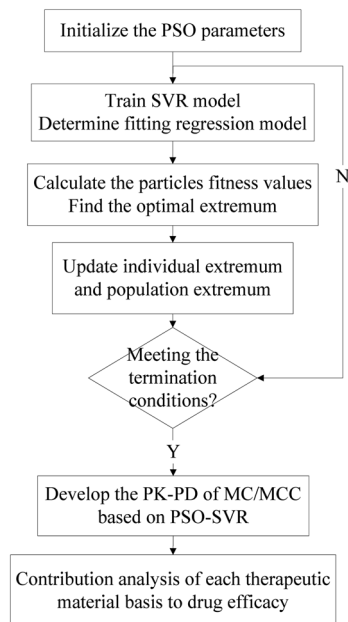 Initialize the PSO parameters
Train SVR model
Determine fitting regression model
Calculate the particles fitness values
Find the optimal extremum
N
Update individual extremum
and population extremum
Meeting the
termination
conditions?
Y
Develop the PK-PD of MC/MCC
based on PSO-SVR
Contribution analysis of each therapeutic
material basis to drug efficacy